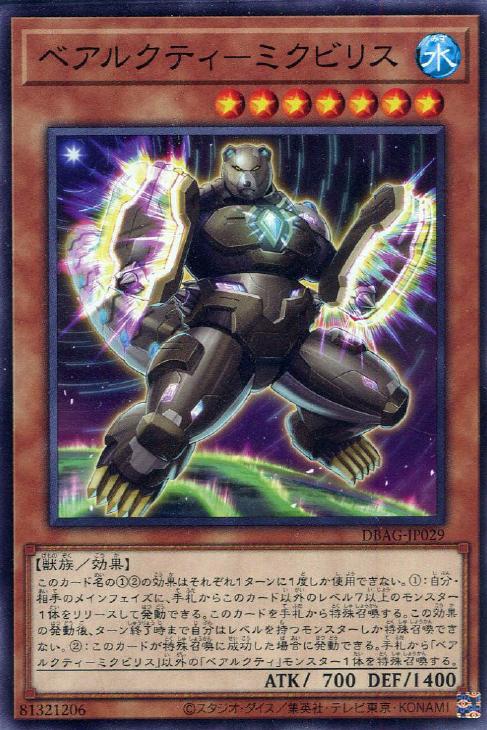 ベアルクティ－ミクビリス
水
DBAG-JP029
【獣族／効果】
このカード名の①②の効果はそれぞれ1ターンに1度しか使用できない。①：自分・
相手のメインフェイズに、手札からこのカード以外のレベル7以上のモンスター
1体をリリースして発動できる。このカードを手札から特殊召喚する。この効果
の発動後、ターン終了時まで自分はレベルを持つモンスターしか特殊召喚でき
ない。②：このカードが特殊召喚に成功した場合に発動できる。手札から「ベア
ルクティ－ミクビリス」以外の「ベアルクティ」モンスター1体を特殊召喚する。
ATK/ 700 DEF/1400
81321206 ©スタジオ・ダイス／集英社・テレビ東京・KONAMI